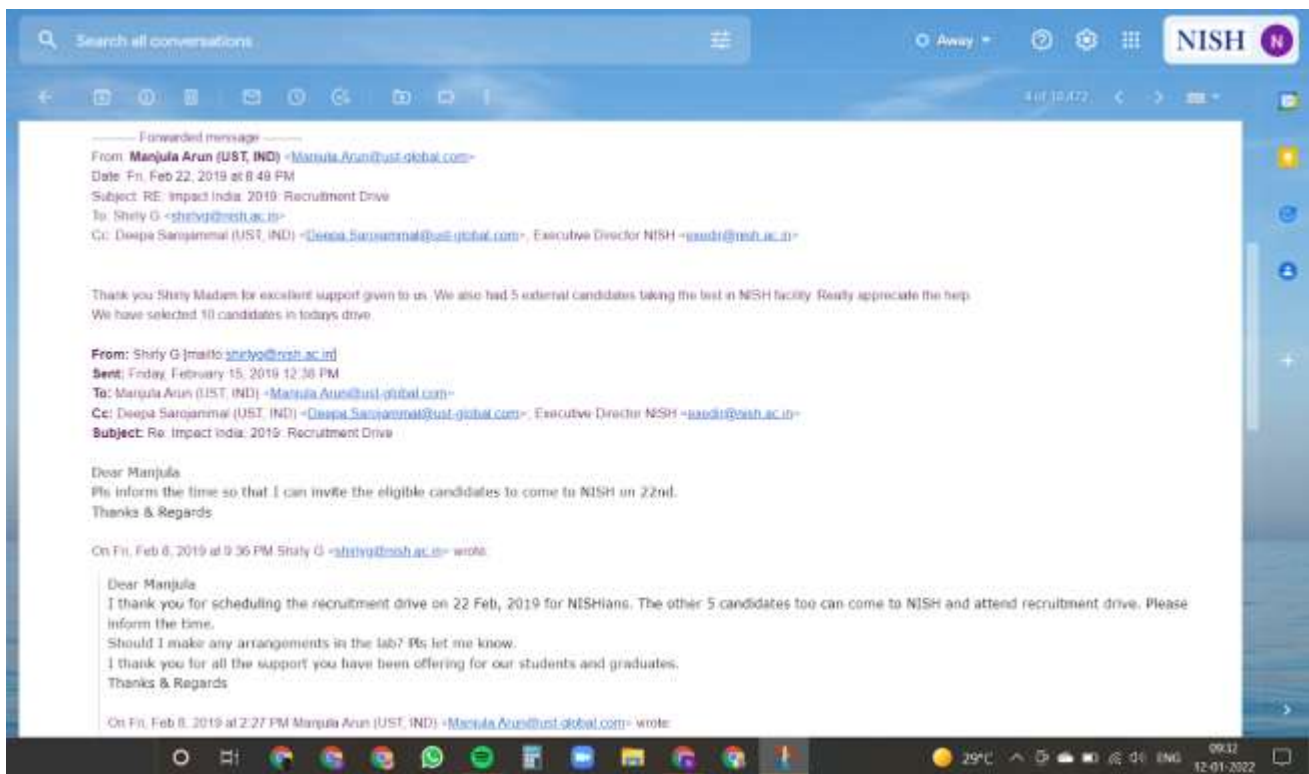 Search all conversations
Away
NISH
N
4 of 10,472
---------- Forwarded message ---------
From: Manjula Arun (UST, IND) <Manjula.Arun@ust-global.com>
Date: Fri, Feb 22, 2019 at 8:49 PM
Subject: RE: Impact India: 2019: Recruitment Drive
To: Shirly G <shirlyg@nish.ac.in>
Cc: Deepa Sarojammal (UST, IND) <Deepa.Sarojammal@ust-global.com>, Executive Director NISH <exedir@nish.ac.in>
Thank you Shirly Madam for excellent support given to us. We also had 5 external candidates taking the test in NISH facility. Really appreciate the help.
We have selected 10 candidates in todays drive.
From: Shirly G [mailto:shirlyg@nish.ac.in]
Sent: Friday, February 15, 2019 12:38 PM
To: Manjula Arun (UST, IND) <Manjula.Arun@ust-global.com>
Cc: Deepa Sarojammal (UST, IND) <Deepa.Sarojammal@ust-global.com>, Executive Director NISH <exedir@nish.ac.in>
Subject: Re: Impact India: 2019: Recruitment Drive
Dear Manjula
Pls inform the time so that I can invite the eligible candidates to come to NISH on 22nd.
Thanks & Regards
On Fri, Feb 8, 2019 at 9:36 PM Shirly G <shirlyg@nish.ac.in> wrote:
Dear Manjula
I thank you for scheduling the recruitment drive on 22 Feb, 2019 for NISHians. The other 5 candidates too can come to NISH and attend recruitment drive. Please
inform the time.
Should I make any arrangements in the lab? Pls let me know.
I thank you for all the support you have been offering for our students and graduates.
Thanks & Regards
On Fri, Feb 8, 2019 at 2:27 PM Manjula Arun (UST, IND) <Manjula.Arun@ust-global.com> wrote:
29°C
ENG
09:32
12-01-2022